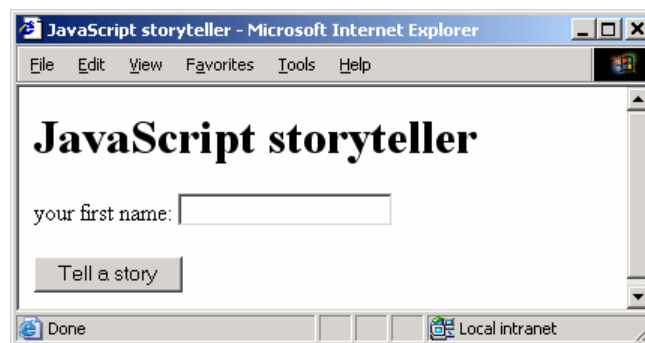 JavaScript storyteller - Microsoft Internet Explorer
File Edit View Favorites Tools Help
JavaScript storyteller
your first name:
Tell a story
Done Local intranet